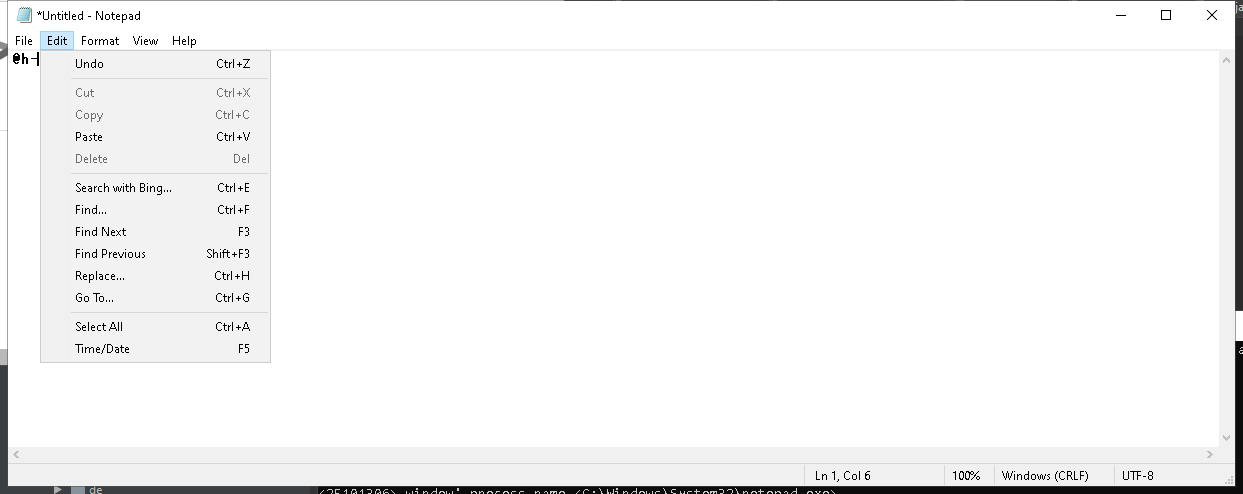 *Untitled - Notepad
File Edit Format View Help
@h-
Undo Ctrl+Z
Cut Ctrl+X
Copy Ctrl+C
Paste Ctrl+V
Delete Del
Search with Bing... Ctrl+E
Find... Ctrl+F
Find Next F3
Find Previous Shift+F3
Replace... Ctrl+H
Go To... Ctrl+G
Select All Ctrl+A
Time/Date F5
Ln 1, Col 6 100% Windows (CRLF) UTF-8
de
<25101306> window' process name <C:\Windows\System32\notepad.exe>